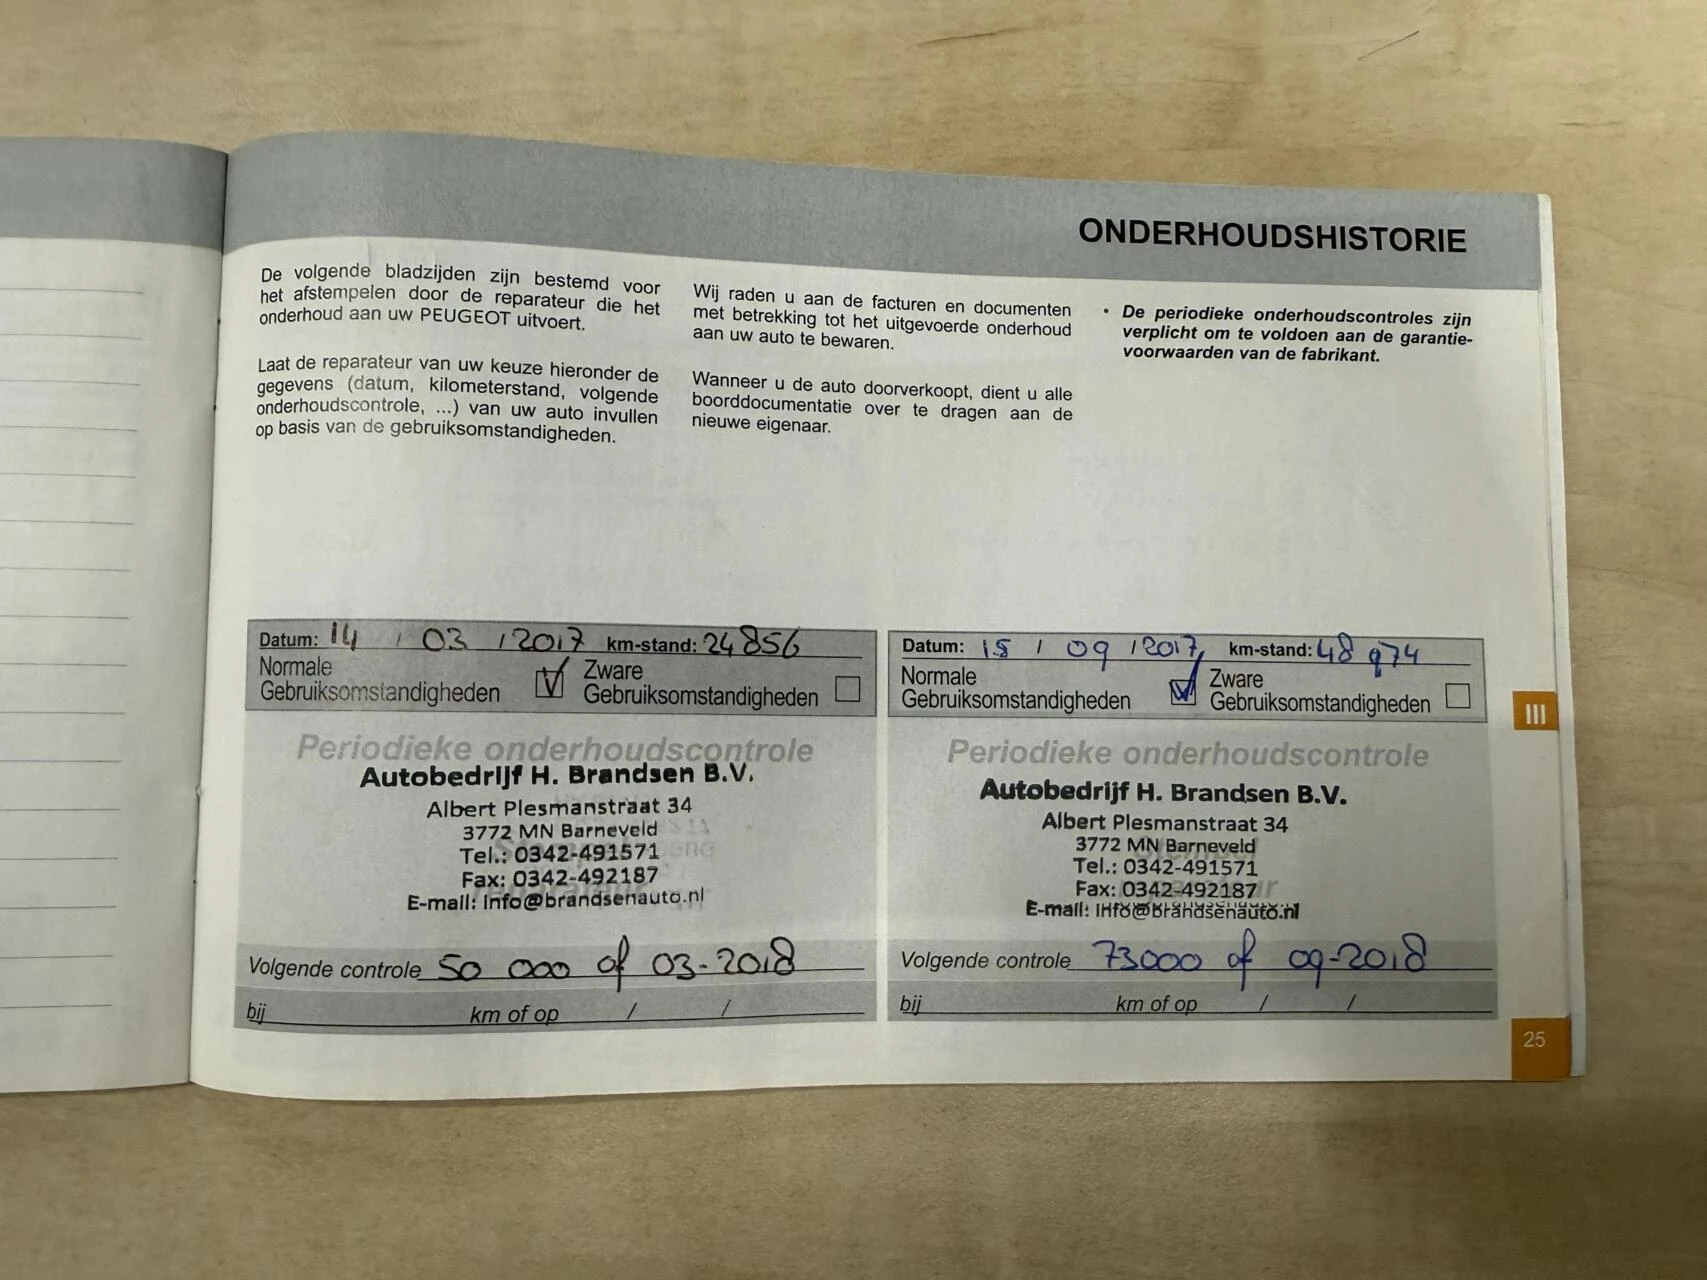 ONDERHOUDSHISTORIE
De volgende bladzijden zijn bestemd voor
het afstempelen door de reparateur die het
onderhoud aan uw PEUGEOT uitvoert.
Laat de reparateur van uw keuze hieronder de
gegevens (datum, kilometerstand, volgende
onderhoudscontrole, ...) van uw auto invullen
op basis van de gebruiksomstandigheden.
Wij raden u aan de facturen en documenten
met betrekking tot het uitgevoerde onderhoud
aan uw auto te bewaren.
Wanneer u de auto doorverkoopt, dient u alle
boorddocumentatie over te dragen aan de
nieuwe eigenaar.
• De periodieke onderhoudscontroles zijn
verplicht om te voldoen aan de garantie-
voorwaarden van de fabrikant.
Datum: 14 / 03 / 2017 km-stand: 24856
Normale
Gebruiksomstandigheden
Zware
Gebruiksomstandigheden
Periodieke onderhoudscontrole
Autobedrijf H. Brandsen B.V.
Albert Plesmanstraat 34
3772 MN Barneveld
Tel.: 0342-491571
Fax: 0342-492187
E-mail: info@brandsenauto.nl
Volgende controle 50 000 of 03-2018
bij km of op / /
Datum: 15 / 09 / 2017 km-stand: 48 974
Normale
Gebruiksomstandigheden
Zware
Gebruiksomstandigheden
Periodieke onderhoudscontrole
Autobedrijf H. Brandsen B.V.
Albert Plesmanstraat 34
3772 MN Barneveld
Tel.: 0342-491571
Fax: 0342-492187
E-mail: info@brandsenauto.nl
Volgende controle 73000 of 09-2018
bij km of op / /
III
25